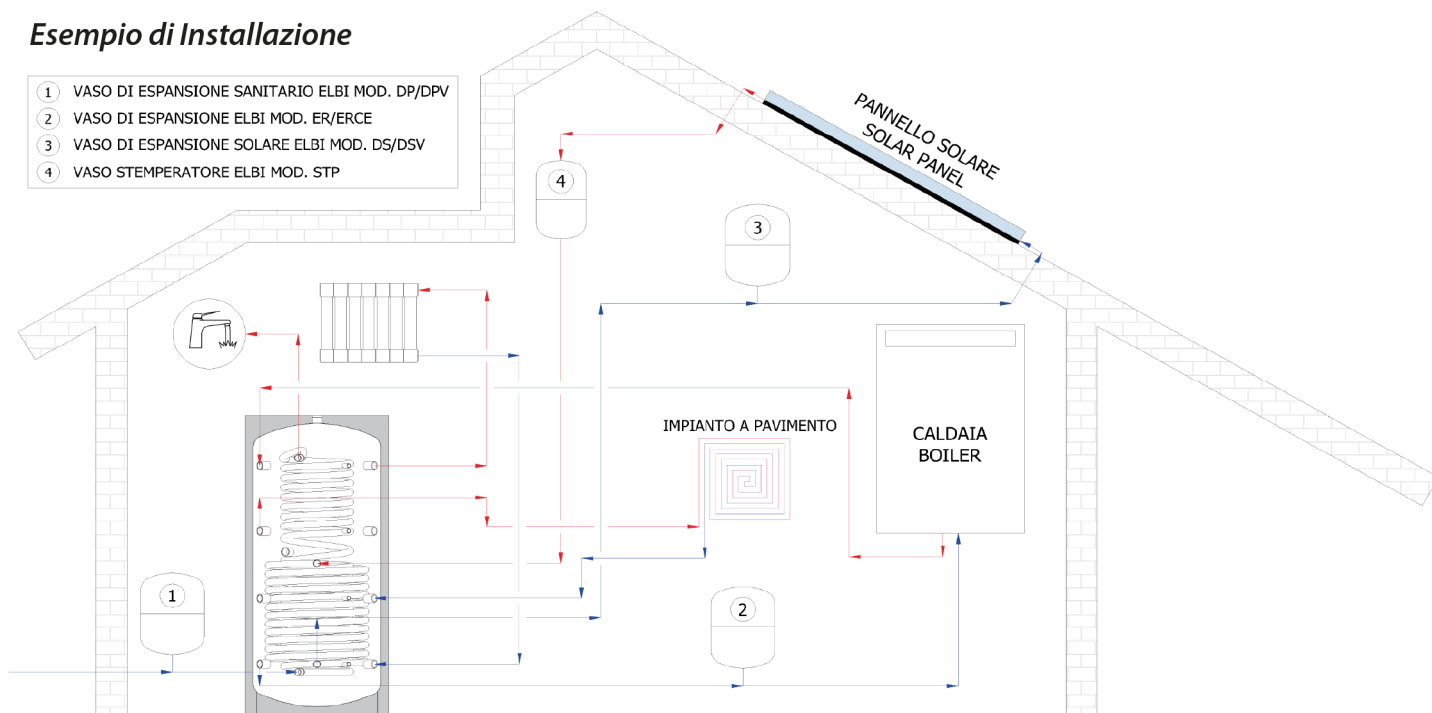 Esempio di Installazione
1 VASO DI ESPANSIONE SANITARIO ELBI MOD. DP/DPV
2 VASO DI ESPANSIONE ELBI MOD. ER/ERCE
3 VASO DI ESPANSIONE SOLARE ELBI MOD. DS/DSV
4 VASO STEMPERATORE ELBI MOD. STP
PANNELLO SOLARE
SOLAR PANEL
4
3
IMPIANTO A PAVIMENTO
CALDAIA
BOILER
1
2